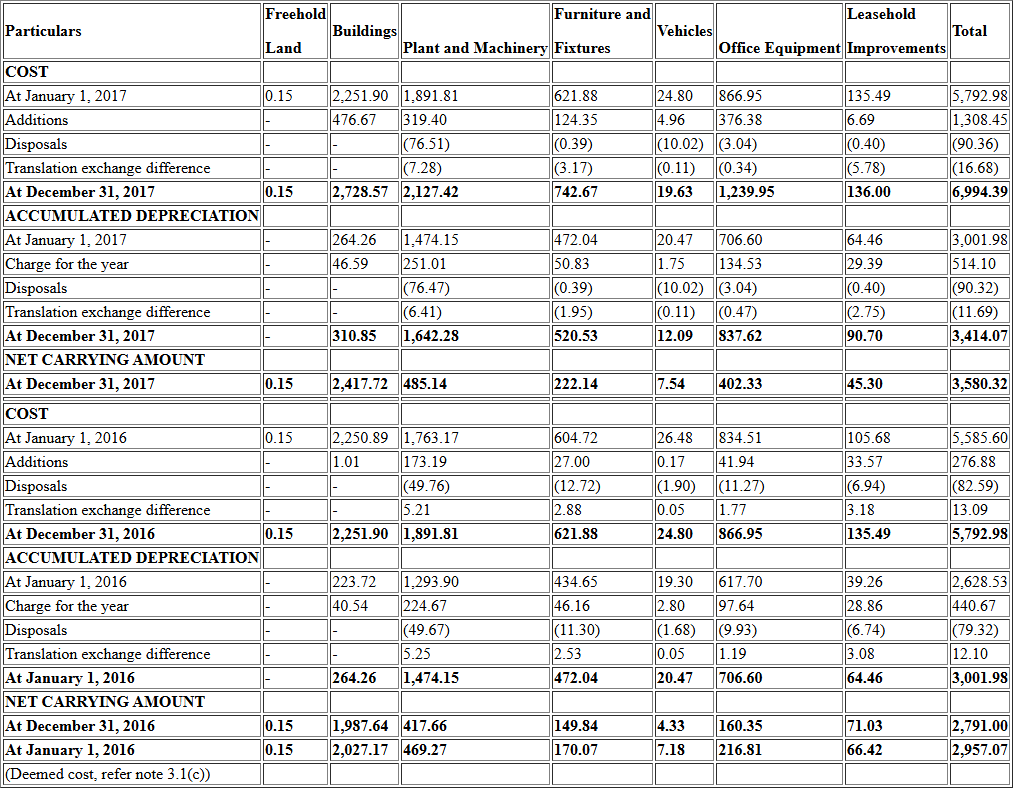 Particulars Freehold Land Buildings Plant and Machinery Furniture and Fixtures Vehicles Office Equipment Leasehold Improvements Total
COST
At January 1, 2017 0.15 2,251.90 1,891.81 621.88 24.80 866.95 135.49 5,792.98
Additions - 476.67 319.40 124.35 4.96 376.38 6.69 1,308.45
Disposals - - (76.51) (0.39) (10.02) (3.04) (0.40) (90.36)
Translation exchange difference - - (7.28) (3.17) (0.11) (0.34) (5.78) (16.68)
At December 31, 2017 0.15 2,728.57 2,127.42 742.67 19.63 1,239.95 136.00 6,994.39
ACCUMULATED DEPRECIATION
At January 1, 2017 - 264.26 1,474.15 472.04 20.47 706.60 64.46 3,001.98
Charge for the year - 46.59 251.01 50.83 1.75 134.53 29.39 514.10
Disposals - - (76.47) (0.39) (10.02) (3.04) (0.40) (90.32)
Translation exchange difference - - (6.41) (1.95) (0.11) (0.47) (2.75) (11.69)
At December 31, 2017 - 310.85 1,642.28 520.53 12.09 837.62 90.70 3,414.07
NET CARRYING AMOUNT
At December 31, 2017 0.15 2,417.72 485.14 222.14 7.54 402.33 45.30 3,580.32
COST
At January 1, 2016 0.15 2,250.89 1,763.17 604.72 26.48 834.51 105.68 5,585.60
Additions - 1.01 173.19 27.00 0.17 41.94 33.57 276.88
Disposals - - (49.76) (12.72) (1.90) (11.27) (6.94) (82.59)
Translation exchange difference - - 5.21 2.88 0.05 1.77 3.18 13.09
At December 31, 2016 0.15 2,251.90 1,891.81 621.88 24.80 866.95 135.49 5,792.98
ACCUMULATED DEPRECIATION
At January 1, 2016 - 223.72 1,293.90 434.65 19.30 617.70 39.26 2,628.53
Charge for the year - 40.54 224.67 46.16 2.80 97.64 28.86 440.67
Disposals - - (49.67) (11.30) (1.68) (9.93) (6.74) (79.32)
Translation exchange difference - - 5.25 2.53 0.05 1.19 3.08 12.10
At January 1, 2016 - 264.26 1,474.15 472.04 20.47 706.60 64.46 3,001.98
NET CARRYING AMOUNT
At December 31, 2016 0.15 1,987.64 417.66 149.84 4.33 160.35 71.03 2,791.00
At January 1, 2016 0.15 2,027.17 469.27 170.07 7.18 216.81 66.42 2,957.07
(Deemed cost, refer note 3.1(c))